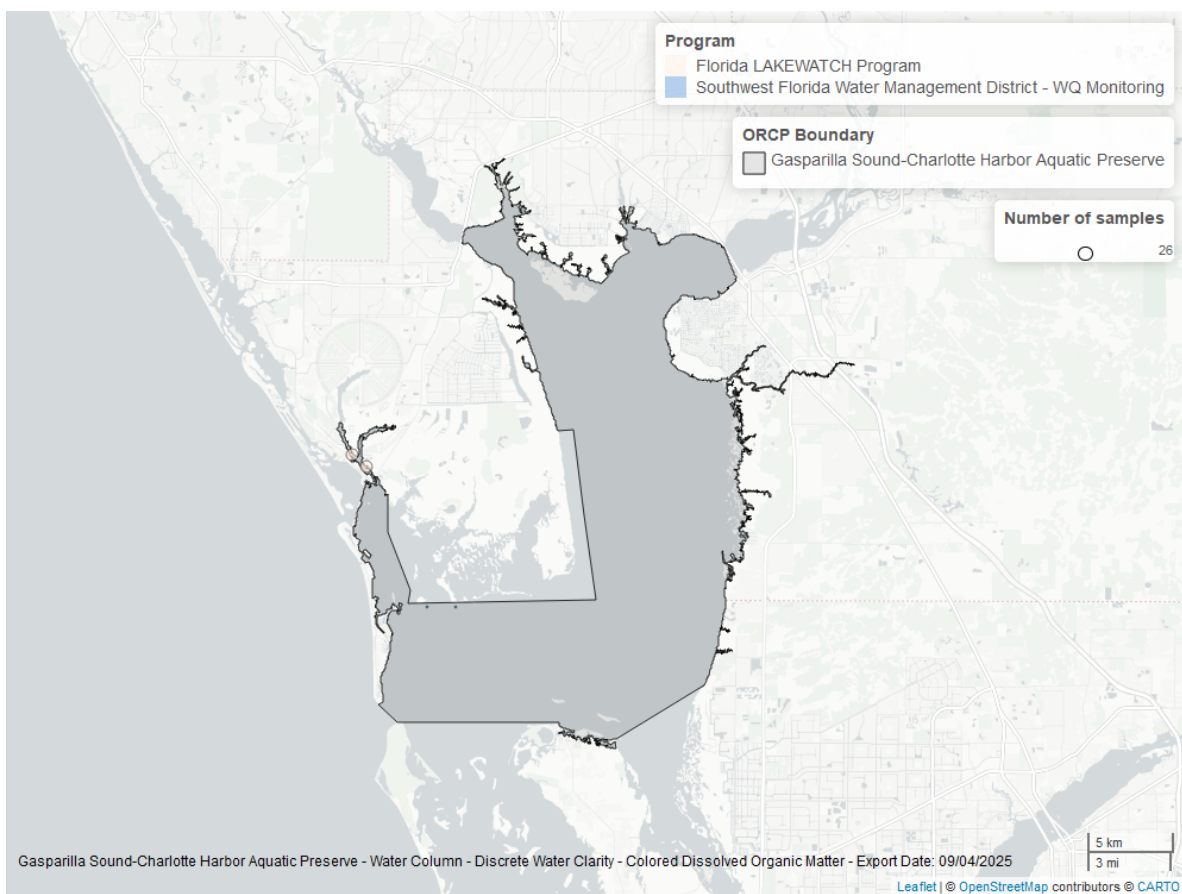 Program
Florida LAKEWATCH Program
Southwest Florida Water Management District - WQ Monitoring
ORCP Boundary
Gasparilla Sound-Charlotte Harbor Aquatic Preserve
Number of samples
26
5 km
3 mi
Gasparilla Sound-Charlotte Harbor Aquatic Preserve - Water Column - Discrete Water Clarity - Colored Dissolved Organic Matter - Export Date: 09/04/2025
Leaflet | © OpenStreetMap contributors © CARTO